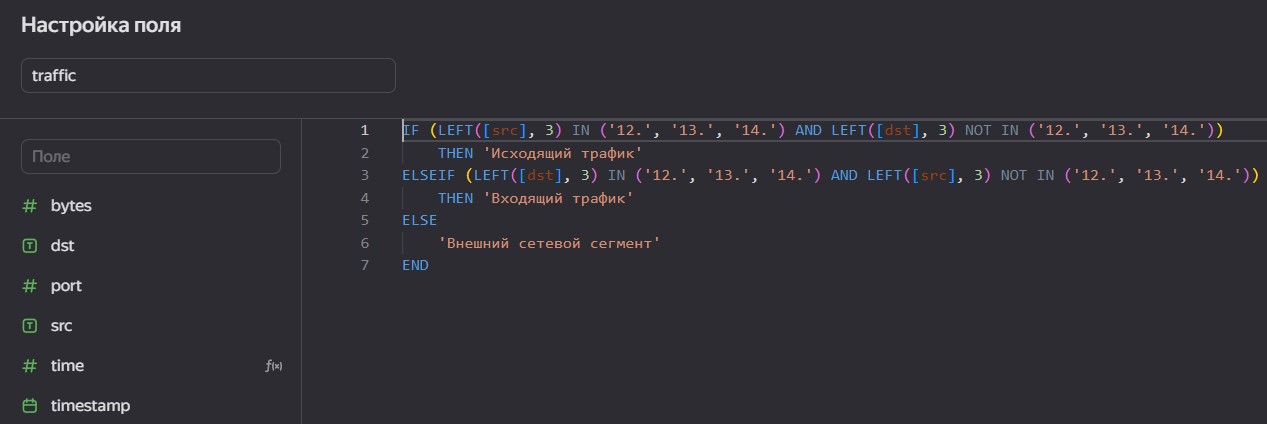 Настройка поля
traffic
Поле
bytes
dst
port
src
time f(x)
timestamp
1 IF (LEFT([src], 3) IN ('12.', '13.', '14.') AND LEFT([dst], 3) NOT IN ('12.', '13.', '14.'))
2 THEN 'Исходящий трафик'
3 ELSEIF (LEFT([dst], 3) IN ('12.', '13.', '14.') AND LEFT([src], 3) NOT IN ('12.', '13.', '14.'))
4 THEN 'Входящий трафик'
5 ELSE
6 'Внешний сетевой сегмент'
7 END